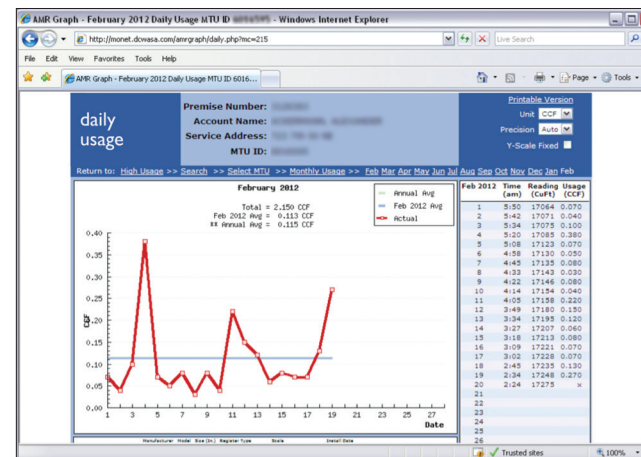 AMR Graph - February 2012 Daily Usage MTU ID - Windows Internet Explorer
http://monet.dcwasa.com/amrgraph/daily.php?mc=215
Live Search
File Edit View Favorites Tools Help
AMR Graph - February 2012 Daily Usage MTU ID 6016...
Page Tools
daily
usage
Premise Number:
Account Name:
Service Address:
MTU ID:
Printable Version
Unit CCF
Precision Auto
Y-Scale Fixed
Return to: High Usage >> Search >> Select MTU >> Monthly Usage >> Feb Mar Apr May Jun Jul Aug Sep Oct Nov Dec Jan Feb
February 2012
Total = 2.150 CCF
Feb 2012 Avg = 0.113 CCF
** Annual Avg = 0.115 CCF
Annual Avg
Feb 2012 Avg
Actual
CCF
0.40
0.35
0.30
0.25
0.20
0.15
0.10
0.05
0.00
1 3 5 7 9 11 13 15 17 19 21 23 25 27
Date
Feb 2012 Time Reading Usage
(am) (CuFt) (CCF)
1 5:50 17064 0.070
2 5:42 17071 0.040
3 5:34 17075 0.100
4 5:20 17085 0.380
5 5:08 17123 0.070
6 4:58 17130 0.050
7 4:45 17135 0.080
8 4:33 17143 0.030
9 4:22 17146 0.080
10 4:14 17154 0.040
11 4:05 17158 0.220
12 3:49 17180 0.150
13 3:34 17195 0.120
14 3:27 17207 0.060
15 3:18 17213 0.080
16 3:09 17221 0.070
17 3:02 17228 0.070
18 2:45 17235 0.130
19 2:34 17248 0.270
20 2:24 17275 x
21
22
23
24
25
26
Manufacturer Model Size (In.) Register Type Scale Install Date
Trusted sites
100%